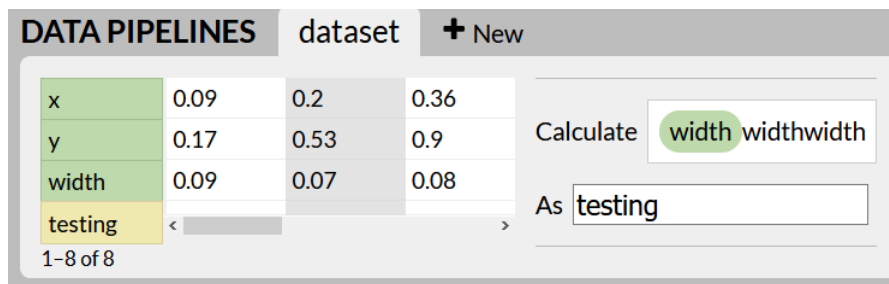 DATA PIPELINES dataset + New
x 0.09 0.2 0.36
y 0.17 0.53 0.9
width 0.09 0.07 0.08
testing
1–8 of 8
Calculate width widthwidth
As testing